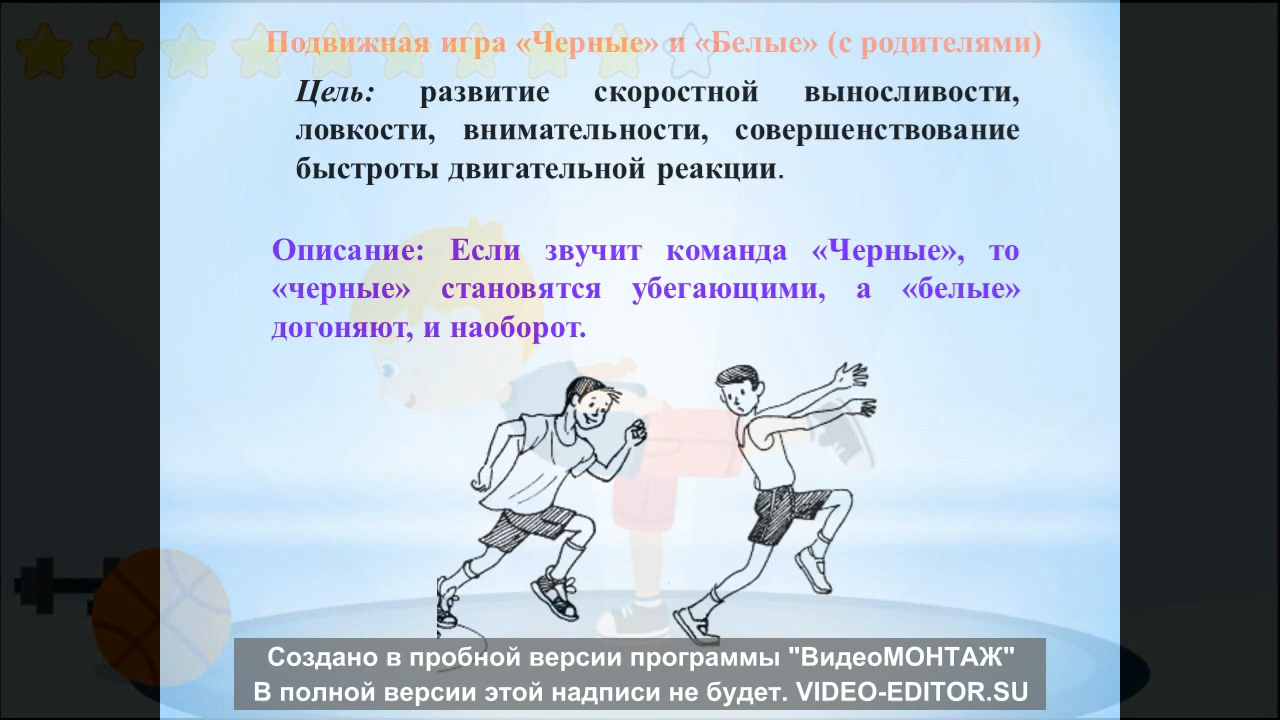 Подвижная игра «Черные» и «Белые» (с родителями)
Цель: развитие скоростной выносливости,
ловкости, внимательности, совершенствование
быстроты двигательной реакции.
Описание: Если звучит команда «Черные», то
«черные» становятся убегающими, а «белые»
догоняют, и наоборот.
Создано в пробной версии программы "ВидеоМОНТАЖ"
В полной версии этой надписи не будет. VIDEO-EDITOR.SU